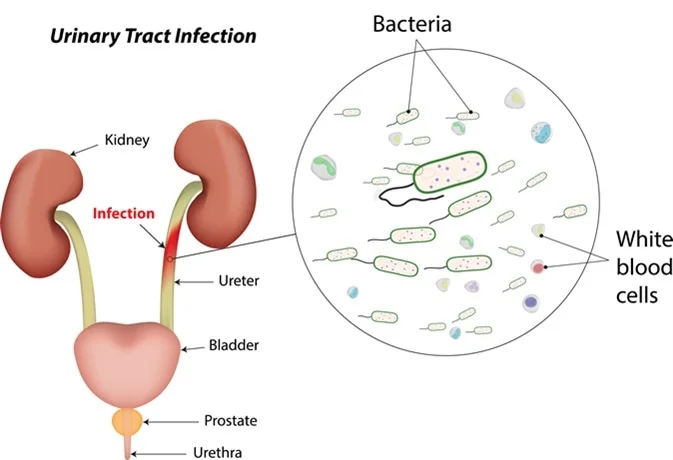 Urinary Tract Infection
Bacteria
Kidney
Infection
Ureter
White
blood
cells
Bladder
Prostate
Urethra